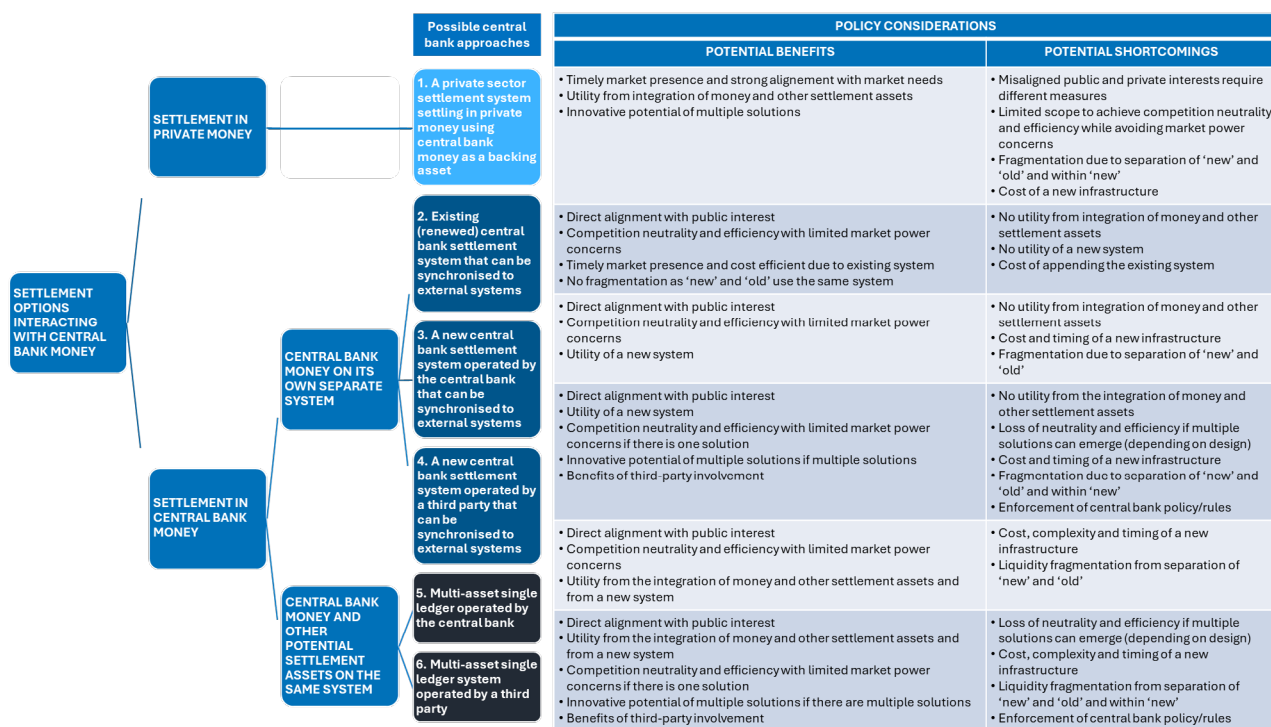 Possible central
bank approaches
POLICY CONSIDERATIONS
POTENTIAL BENEFITS
POTENTIAL SHORTCOMINGS
SETTLEMENT
OPTIONS
INTERACTING
WITH CENTRAL
BANK MONEY
SETTLEMENT IN
PRIVATE MONEY
1. A private sector
settlement system
settling in private
money using
central bank
money as a backing
asset
• Timely market presence and strong alignement with market needs
• Utility from integration of money and other settlement assets
• Innovative potential of multiple solutions
• Misaligned public and private interests require
different measures
• Limited scope to achieve competition neutrality
and efficiency while avoiding market power
concerns
• Fragmentation due to separation of ‘new’ and
‘old’ and within ‘new’
• Cost of a new infrastructure
SETTLEMENT IN
CENTRAL BANK
MONEY
CENTRAL BANK
MONEY ON ITS
OWN SEPARATE
SYSTEM
2. Existing
(renewed) central
bank settlement
system that can be
synchronised to
external systems
• Direct alignment with public interest
• Competition neutrality and efficiency with limited market power
concerns
• Timely market presence and cost efficient due to existing system
• No fragmentation as ‘new’ and ‘old’ use the same system
• No utility from integration of money and other
settlement assets
• No utility of a new system
• Cost of appending the existing system
3. A new central
bank settlement
system operated by
the central bank
that can be
synchronised to
external systems
• Direct alignment with public interest
• Competition neutrality and efficiency with limited market power
concerns
• Utility of a new system
• No utility from integration of money and other
settlement assets
• Cost and timing of a new infrastructure
• Fragmentation due to separation of ‘new’ and
‘old’
4. A new central
bank settlement
system operated by
a third party that
can be
synchronised to
external systems
• Direct alignment with public interest
• Utility of a new system
• Competition neutrality and efficiency with limited market power
concerns if there is one solution
• Innovative potential of multiple solutions if multiple solutions
• Benefits of third-party involvement
• No utility from the integration of money and
other settlement assets
• Loss of neutrality and efficiency if multiple
solutions can emerge (depending on design)
• Cost and timing of a new infrastructure
• Fragmentation due to separation of ‘new’ and
‘old’ and within ‘new’
• Enforcement of central bank policy/rules
CENTRAL BANK
MONEY AND
OTHER
POTENTIAL
SETTLEMENT
ASSETS ON THE
SAME SYSTEM
5. Multi-asset single
ledger operated by
the central bank
• Direct alignment with public interest
• Competition neutrality and efficiency with limited market power
concerns
• Utility from the integration of money and other settlement assets and
from a new system
• Cost, complexity and timing of a new
infrastructure
• Liquidity fragmentation from separation of
‘new’ and ‘old’
6. Multi-asset single
ledger system
operated by a third
party
• Direct alignment with public interest
• Utility from the integration of money and other settlement assets and
from a new system
• Competition neutrality and efficiency with limited market power
concerns if there is one solution
• Innovative potential of multiple solutions if there are multiple solutions
• Benefits of third-party involvement
• Loss of neutrality and efficiency if multiple
solutions can emerge (depending on design)
• Cost, complexity and timing of a new
infrastructure
• Liquidity fragmentation from separation of
‘new’ and ‘old’ and within ‘new’
• Enforcement of central bank policy/rules